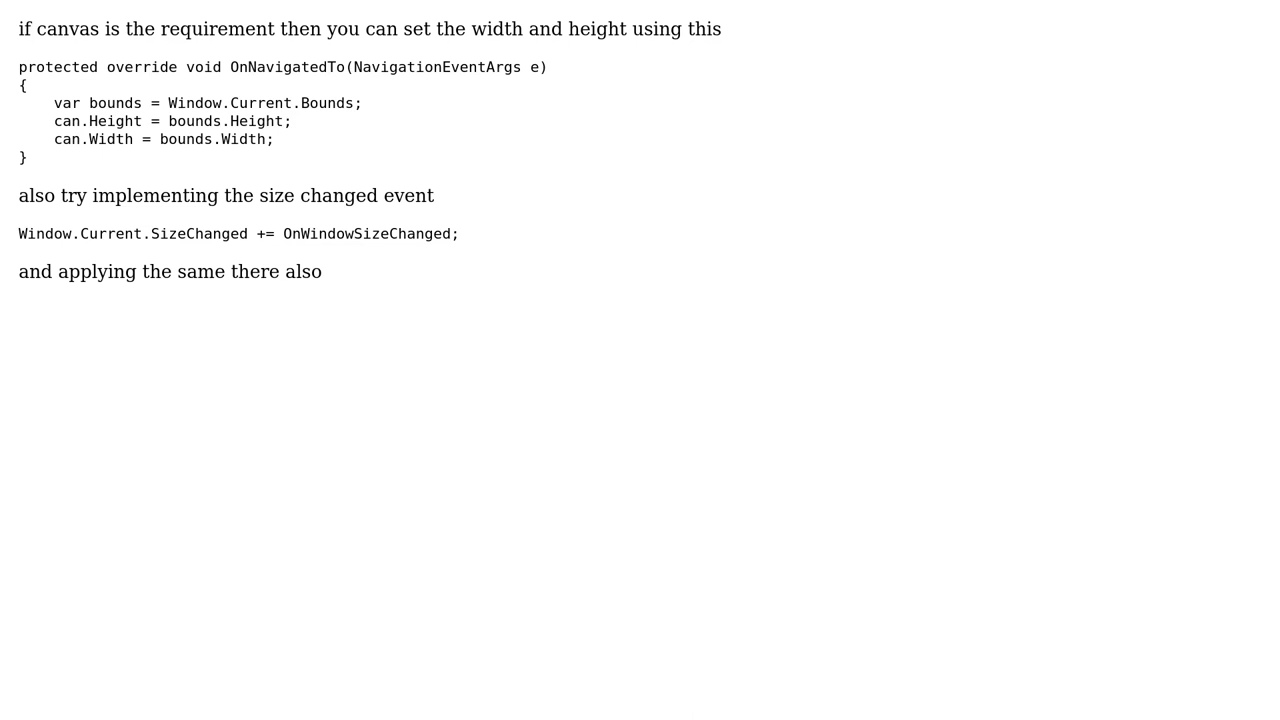 if canvas is the requirement then you can set the width and height using this
protected override void OnNavigatedTo(NavigationEventArgs e)
{
    var bounds = Window.Current.Bounds;
    can.Height = bounds.Height;
    can.Width = bounds.Width;
}
also try implementing the size changed event
Window.Current.SizeChanged += OnWindowSizeChanged;
and applying the same there also